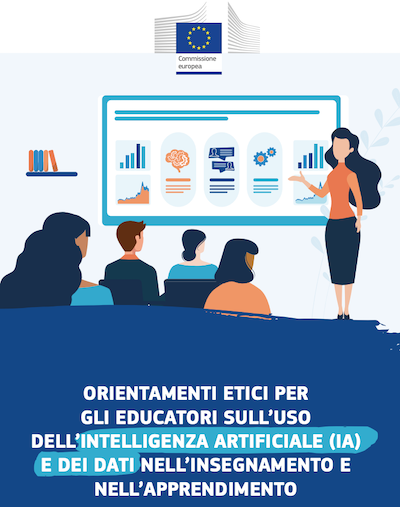 Commissione
europea
ORIENTAMENTI ETICI PER
GLI EDUCATORI SULL'USO
DELL'INTELLIGENZA ARTIFICIALE (IA)
E DEI DATI NELL'INSEGNAMENTO E
NELL'APPRENDIMENTO